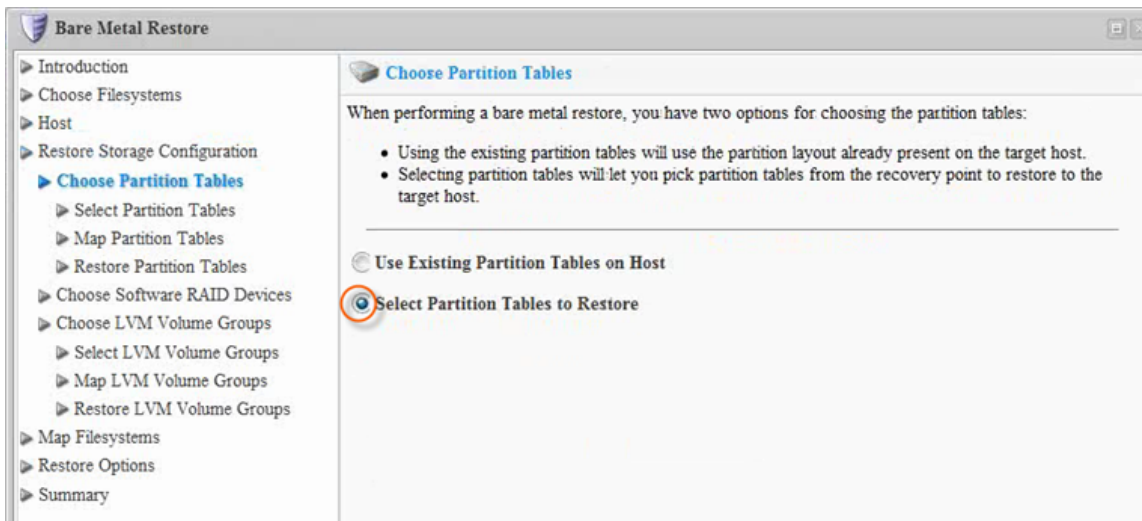 Bare Metal Restore
Introduction
Choose Filesystems
Host
Restore Storage Configuration
Choose Partition Tables
Select Partition Tables
Map Partition Tables
Restore Partition Tables
Choose Software RAID Devices
Choose LVM Volume Groups
Select LVM Volume Groups
Map LVM Volume Groups
Restore LVM Volume Groups
Map Filesystems
Restore Options
Summary
Choose Partition Tables
When performing a bare metal restore, you have two options for choosing the partition tables:
• Using the existing partition tables will use the partition layout already present on the target host.
• Selecting partition tables will let you pick partition tables from the recovery point to restore to the
target host.
Use Existing Partition Tables on Host
Select Partition Tables to Restore